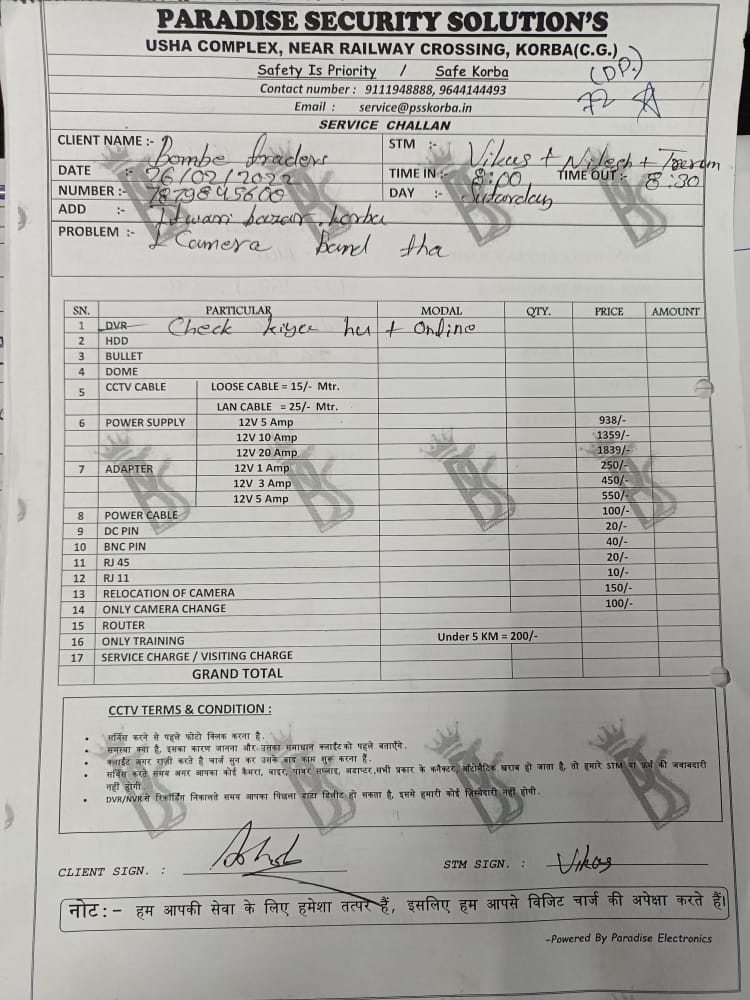 PARADISE SECURITY SOLUTION'S
USHA COMPLEX, NEAR RAILWAY CROSSING, KORBA(C.G.)
Safety Is Priority / Safe Korba
(DP.)
Contact number : 9111948888, 9644144493
72
Email : service@psskorba.in
SERVICE CHALLAN
CLIENT NAME :- Bombe traders
STM :- Vikas + Nilesh +
DATE :- 26/02/2022
TIME IN :- 8:00 TIME OUT :- 8:30
NUMBER :- 7879845600
DAY :- Suturday
ADD :- Itwari bazar, korba
PROBLEM :- 1 Camera band tha
SN. PARTICULAR MODAL QTY. PRICE AMOUNT
1 DVR Check kiye hu + Online
2 HDD
3 BULLET
4 DOME
5 CCTV CABLE LOOSE CABLE = 15/- Mtr.
LAN CABLE = 25/- Mtr.
6 POWER SUPPLY 12V 5 Amp 938/-
12V 10 Amp 1359/-
12V 20 Amp 1839/-
7 ADAPTER 12V 1 Amp 250/-
12V 3 Amp 450/-
12V 5 Amp 550/-
8 POWER CABLE 100/-
9 DC PIN 20/-
10 BNC PIN 40/-
11 RJ 45 20/-
12 RJ 11 10/-
13 RELOCATION OF CAMERA 150/-
14 ONLY CAMERA CHANGE 100/-
15 ROUTER
16 ONLY TRAINING Under 5 KM = 200/-
17 SERVICE CHARGE / VISITING CHARGE
GRAND TOTAL
CCTV TERMS & CONDITION :
• सर्विस करने से पहले फोटो क्लिक करना है .
• समस्या क्या है, इसका कारण जानना और उसका समाधान क्लाईंट को पहले बताएँगे.
• क्लाईंट अगर राज़ी करते है चार्ज सुन कर उसके बाद काम शुरू करना है.
• सर्विस करते समय अगर आपका कोई कैमरा, वाइर, पावर सप्लाइ, अडाप्टर,सभी प्रकार के कनैक्टर, ऑटोमैटिक खराब हो जाता है, तो हमारे STM या फर्म की जवाबदारी
नहीं होगी.
• DVR/NVR से रिकॉर्डिंग निकालते समय आपका पिछला डाटा डिलीट हो सकता है, इसमे हमारी कोई ज़िम्मेदारी नहीं होगी.
CLIENT SIGN. :
STM SIGN. : Vikas
नोट:- हम आपकी सेवा के लिए हमेशा तत्पर हैं, इसलिए हम आपसे विजिट चार्ज की अपेक्षा करते हैं।
-Powered By Paradise Electronics